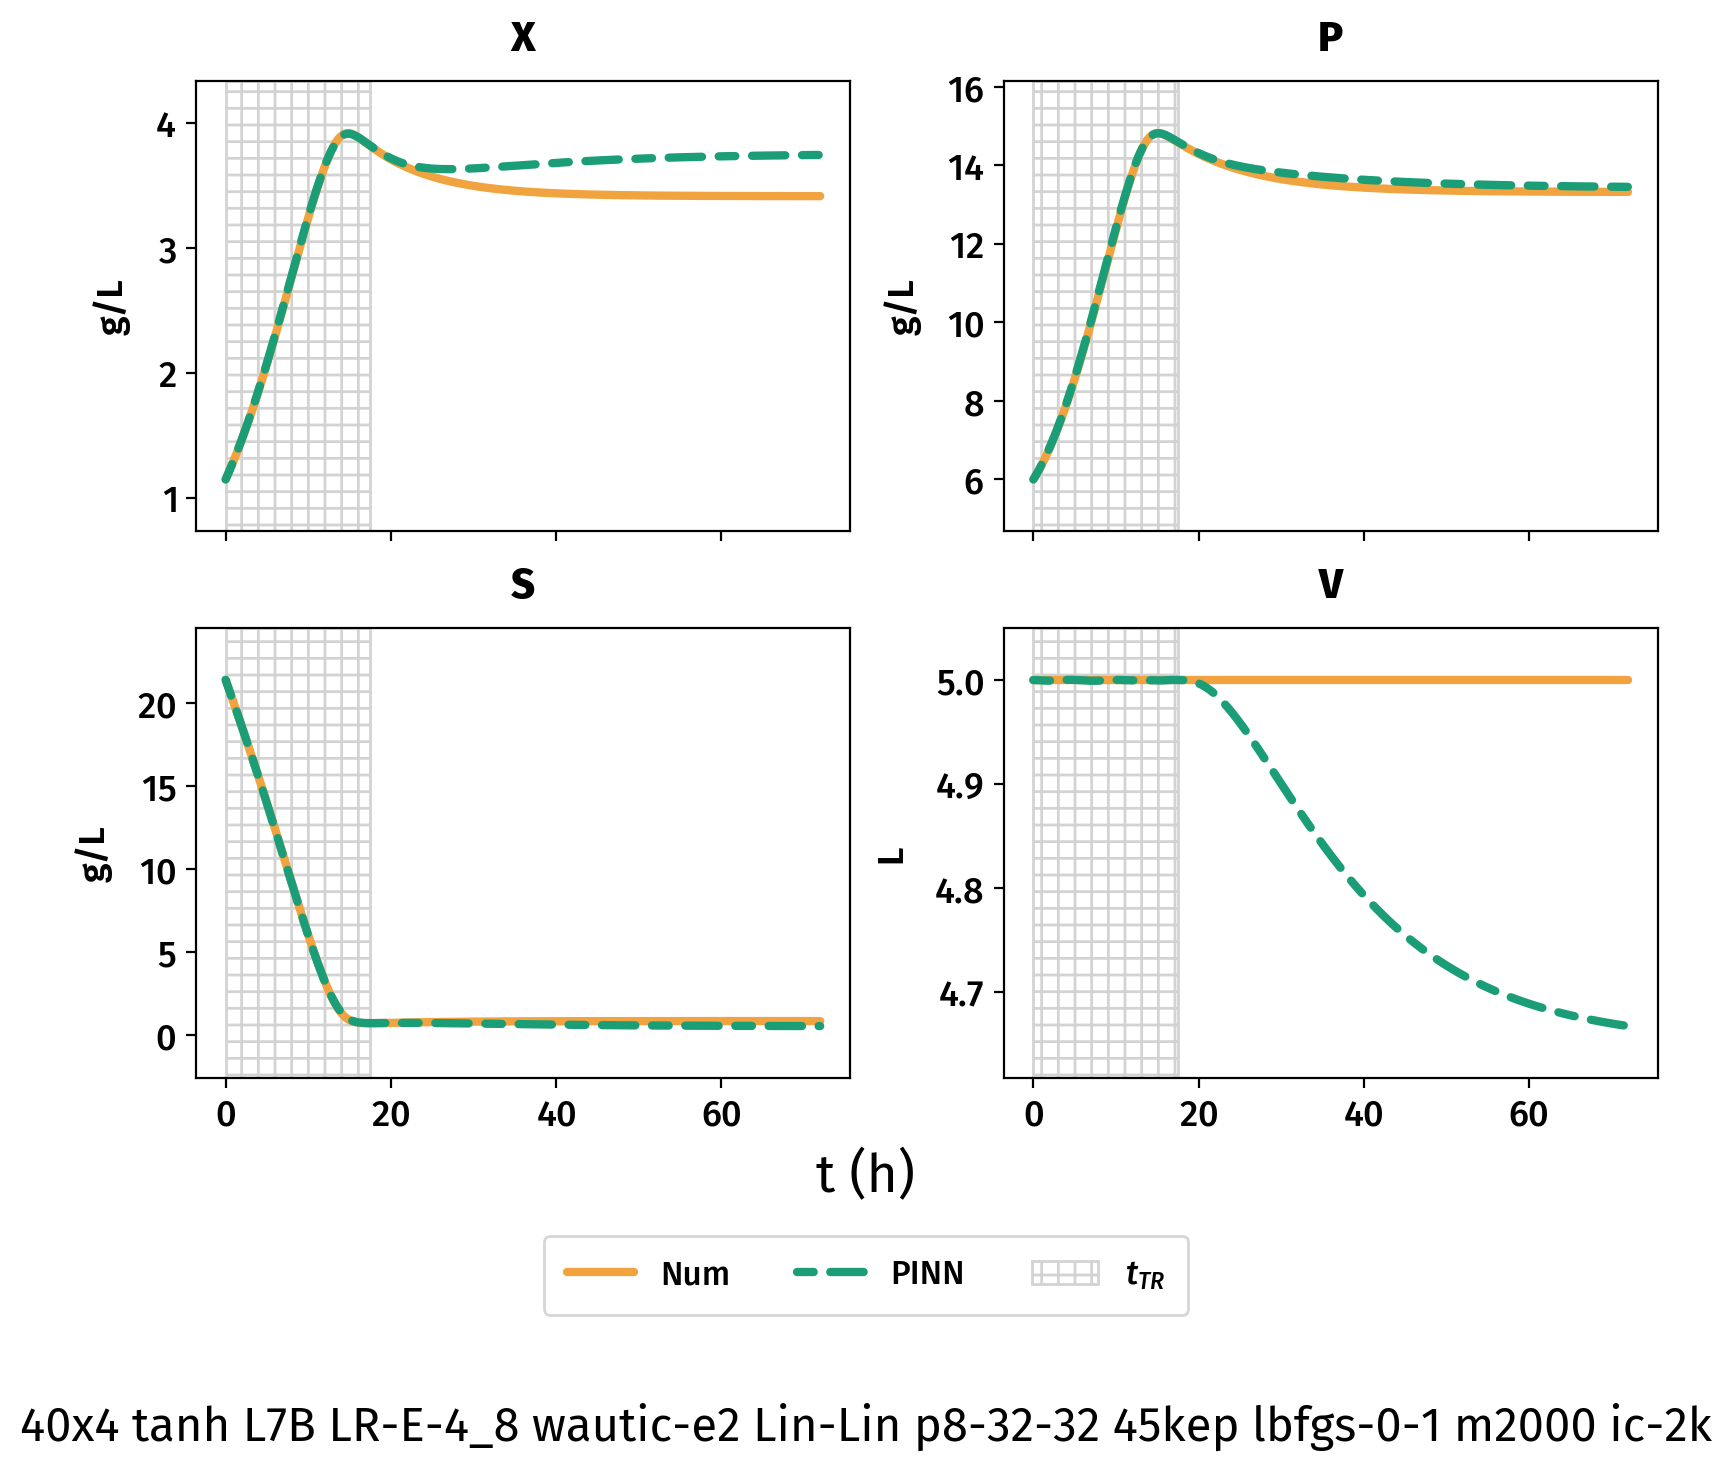 X
P
4
3
2
1
g/L
16
14
12
10
8
6
g/L
S
V
20
15
10
5
0
g/L
5.0
4.9
4.8
4.7
L
0 20 40 60
0 20 40 60
t (h)
Num PINN tTR
40x4 tanh L7B LR-E-4_8 wautic-e2 Lin-Lin p8-32-32 45kep lbfgs-0-1 m2000 ic-2k